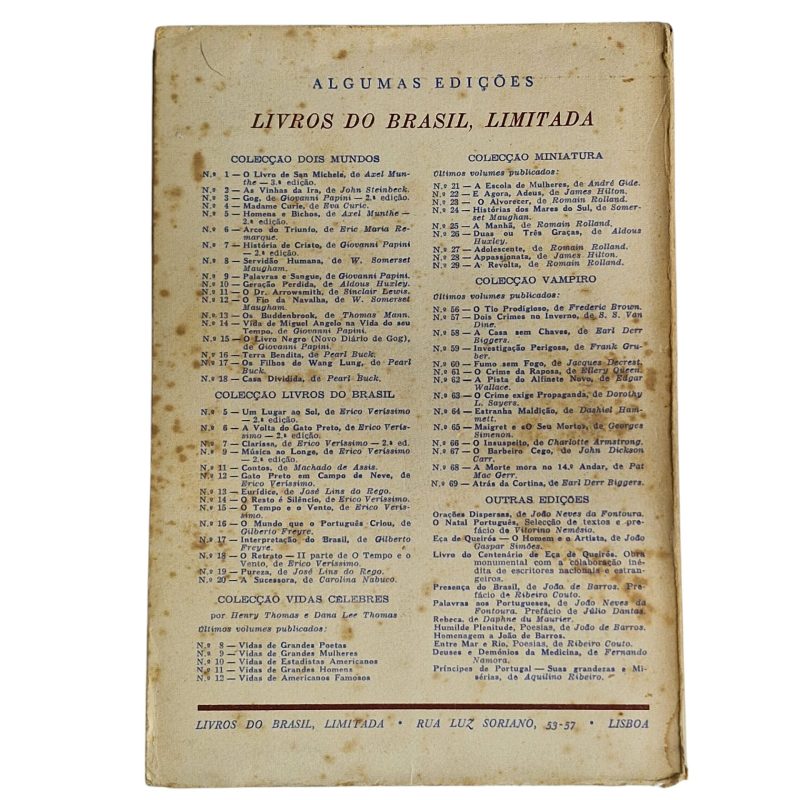 ALGUMAS EDIÇÕES
LIVROS DO BRASIL, LIMITADA
COLECÇÃO DOIS MUNDOS
N.º 1 — O Livro de San Michele, de Axel Mun-
the — 3.ª edição.
N.º 2 — As Vinhas da Ira, de John Steinbeck.
N.º 3 — Gog, de Giovanni Papini — 2.ª edição.
N.º 4 — Madame Curie, de Eva Curie.
N.º 5 — Homens e Bichos, de Axel Munthe —
2.ª edição.
N.º 6 — Arco do Triunfo, de Eric Maria Re-
marque.
N.º 7 — História de Cristo, de Giovanni Papini
— 2.ª edição.
N.º 8 — Servidão Humana, de W. Somerset
Maugham.
N.º 9 — Palavras e Sangue, de Giovanni Papini.
N.º 10 — Geração Perdida, de Aldous Huxley.
N.º 11 — O Dr. Arrowsmith, de Sinclair Lewis.
N.º 12 — O Fio da Navalha, de W. Somerset
Maugham.
N.º 13 — Os Buddenbrook, de Thomas Mann.
N.º 14 — Vida de Miguel Angelo na Vida do seu
Tempo, de Giovanni Papini.
N.º 15 — O Livro Negro (Novo Diário de Gog),
de Giovanni Papini.
N.º 16 — Terra Bendita, de Pearl Buck.
N.º 17 — Os Filhos de Wang Lung, de Pearl
Buck.
N.º 18 — Casa Dividida, de Pearl Buck.
COLECÇÃO LIVROS DO BRASIL
N.º 5 — Um Lugar ao Sol, de Erico Veríssimo
— 2.ª edição.
N.º 6 — A Volta do Gato Preto, de Erico Verís-
simo — 2.ª edição.
N.º 7 — Clarissa, de Erico Veríssimo — 2.ª ed.
N.º 9 — Música ao Longe, de Erico Veríssimo
— 2.ª edição.
N.º 11 — Contos, de Machado de Assis.
N.º 12 — Gato Preto em Campo de Neve, de
Erico Veríssimo.
N.º 13 — Eurídice, de José Lins do Rego.
N.º 14 — O Resto é Silêncio, de Erico Veríssimo.
N.º 15 — O Tempo e o Vento, de Erico Verís-
simo.
N.º 16 — O Mundo que o Português Criou, de
Gilberto Freyre.
N.º 17 — Interpretação do Brasil, de Gilberto
Freyre.
N.º 18 — O Retrato — II parte de O Tempo e o
Vento, de Erico Veríssimo.
N.º 19 — Pureza, de José Lins do Rego.
N.º 20 — A Sucessora, de Carolina Nabuco.
COLECÇÃO VIDAS CÉLEBRES
por Henry Thomas e Dana Lee Thomas
Últimos volumes publicados:
N.º 8 — Vidas de Grandes Poetas
N.º 9 — Vidas de Grandes Mulheres
N.º 10 — Vidas de Estadistas Americanos
N.º 11 — Vidas de Grandes Homens
N.º 12 — Vidas de Americanos Famosos
COLECÇÃO MINIATURA
Últimos volumes publicados:
N.º 21 — A Escola de Mulheres, de André Gide.
N.º 22 — E Agora, Adeus, de James Hilton.
N.º 23 — O Alvorecer, de Romain Rolland.
N.º 24 — Histórias dos Mares do Sul, de Somer-
set Maugham.
N.º 25 — A Manhã, de Romain Rolland.
N.º 26 — Duas ou Três Graças, de Aldous
Huxley.
N.º 27 — Adolescente, de Romain Rolland.
N.º 28 — Appassionata, de James Hilton.
N.º 29 — A Revolta, de Romain Rolland.
COLECÇÃO VAMPIRO
Últimos volumes publicados:
N.º 56 — O Tio Prodigioso, de Frederic Brown.
N.º 57 — Dois Crimes no Inverno, de S. S. Van
Dine.
N.º 58 — A Casa sem Chaves, de Earl Derr
Biggers.
N.º 59 — Investigação Perigosa, de Frank Gru-
ber.
N.º 60 — Fumo sem Fogo, de Jacques Decrest.
N.º 61 — O Crime da Raposa, de Ellery Queen.
N.º 62 — A Pista do Alfinete Novo, de Edgar
Wallace.
N.º 63 — O Crime exige Propaganda, de Dorothy
L. Sayers.
N.º 64 — Estranha Maldição, de Dashiel Ham-
mett.
N.º 65 — Maigret e «O Seu Morto», de Georges
Simenon.
N.º 66 — O Insuspeito, de Charlotte Armstrong.
N.º 67 — O Barbeiro Cego, de John Dickson
Carr.
N.º 68 — A Morte mora no 14.º Andar, de Pat
Mac Gerr.
N.º 69 — Atrás da Cortina, de Earl Derr Biggers.
OUTRAS EDIÇÕES
Orações Dispersas, de João Neves da Fontoura.
O Natal Português, Selecção de textos e pre-
fácio de Vitorino Nemésio.
Eça de Queirós — O Homem e o Artista, de João
Gaspar Simões.
Livro do Centenário de Eça de Queirós. Obra
monumental com a colaboração iné-
dita de escritores nacionais e estran-
geiros.
Presença do Brasil, de João de Barros. Pre-
fácio de Ribeiro Couto.
Palavras aos Portugueses, de João Neves da
Fontoura. Prefácio de Júlio Dantas.
Rebeca, de Daphne du Maurier.
Humilde Plenitude, Poesias, de João de Barros.
Homenagem a João de Barros.
Entre Mar e Rio, Poesias, de Ribeiro Couto.
Deuses e Demónios da Medicina, de Fernando
Namora.
Príncipes de Portugal — Suas grandezas e Mi-
sérias, de Aquilino Ribeiro.
LIVROS DO BRASIL, LIMITADA • RUA LUZ SORIANO, 53-57 • LISBOA